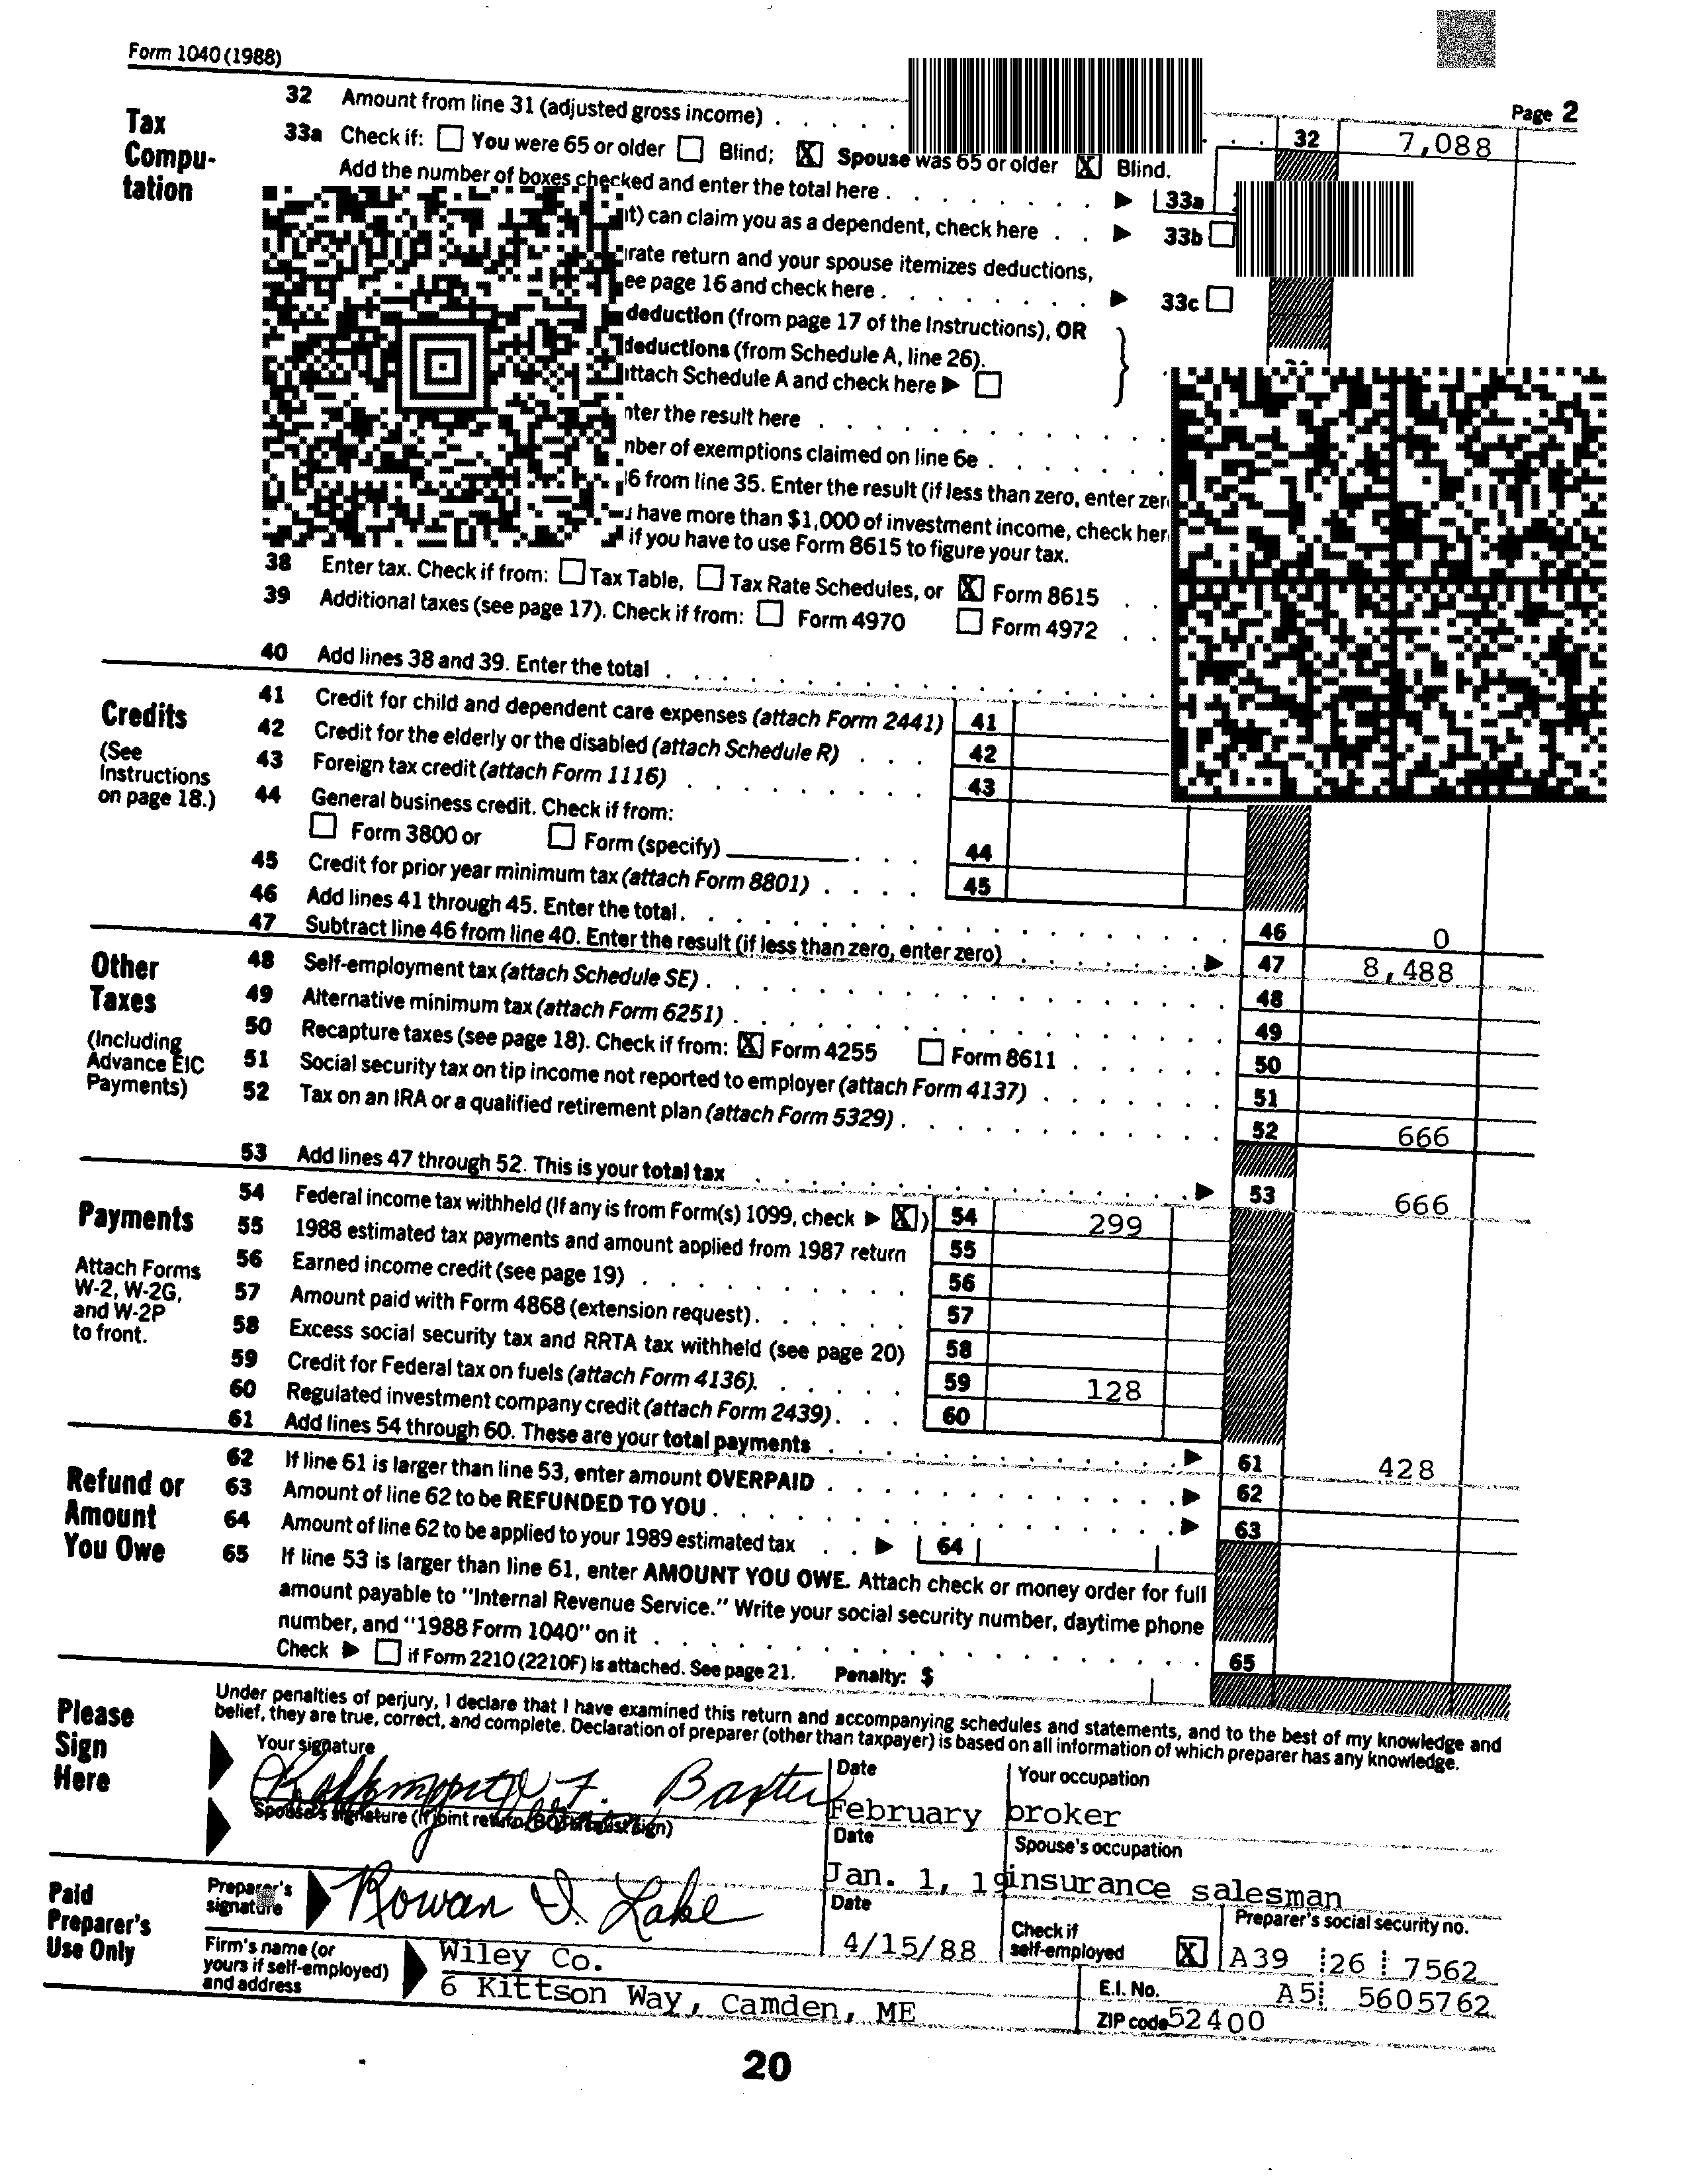 Form 1040 (1988)
Page 2
Tax Compu-tation
32 Amount from line 31 (adjusted gross income) . . . . 32 7,088
33a Check if: ☐ You were 65 or older ☐ Blind; ☒ Spouse was 65 or older ☒ Blind.
Add the number of boxes checked and enter the total here . . . . . . . . ▶ 33a
can claim you as a dependent, check here . . ▶ 33b ☐
return and your spouse itemizes deductions,
page 16 and check here . . . . . . . . ▶ 33c ☐
deduction (from page 17 of the Instructions), OR
deductions (from Schedule A, line 26).
Schedule A and check here ▶ ☐
the result here . . . . . . . . . . . .
of exemptions claimed on line 6e . . . . . . .
from line 35. Enter the result (if less than zero, enter
have more than $1,000 of investment income, check
if you have to use Form 8615 to figure your tax.
38 Enter tax. Check if from: ☐ Tax Table, ☐ Tax Rate Schedules, or ☒ Form 8615 . .
39 Additional taxes (see page 17). Check if from: ☐ Form 4970 ☐ Form 4972 . .
40 Add lines 38 and 39. Enter the total . . . . . . . . . . . . . . . .
Credits
(See Instructions on page 18.)
41 Credit for child and dependent care expenses (attach Form 2441) 41
42 Credit for the elderly or the disabled (attach Schedule R) . . . 42
43 Foreign tax credit (attach Form 1116) . . . . . . . . . 43
44 General business credit. Check if from:
☐ Form 3800 or ☐ Form (specify) . . . 44
45 Credit for prior year minimum tax (attach Form 8801) . . . . 45
46 Add lines 41 through 45. Enter the total . . . . . . . . . . . . . . . 46 0
47 Subtract line 46 from line 40. Enter the result (if less than zero, enter zero) . . . . . . ▶ 47 8,488
Other Taxes
(Including Advance EIC Payments)
48 Self-employment tax (attach Schedule SE) . . . . . . . . . . . . . . 48
49 Alternative minimum tax (attach Form 6251) . . . . . . . . . . . . . . 49
50 Recapture taxes (see page 18). Check if from: ☒ Form 4255 ☐ Form 8611 . . . . . . 50
51 Social security tax on tip income not reported to employer (attach Form 4137) . . . . . . . 51
52 Tax on an IRA or a qualified retirement plan (attach Form 5329) . . . . . . . . . . . 52 666
53 Add lines 47 through 52. This is your total tax . . . . . . . . . . . . . ▶ 53 666
Payments
Attach Forms W-2, W-2G, and W-2P to front.
54 Federal income tax withheld (If any is from Form(s) 1099, check ▶ ☒) 54 299
55 1988 estimated tax payments and amount applied from 1987 return 55
56 Earned income credit (see page 19) . . . . . . . . . 56
57 Amount paid with Form 4868 (extension request) . . . . . . 57
58 Excess social security tax and RRTA tax withheld (see page 20) 58
59 Credit for Federal tax on fuels (attach Form 4136) . . . . . . 59 128
60 Regulated investment company credit (attach Form 2439) . . . 60
61 Add lines 54 through 60. These are your total payments . . . . . . . . . . . ▶ 61 428
Refund or Amount You Owe
62 If line 61 is larger than line 53, enter amount OVERPAID . . . . . . . . . . . ▶ 62
63 Amount of line 62 to be REFUNDED TO YOU . . . . . . . . . . . . . . ▶ 63
64 Amount of line 62 to be applied to your 1989 estimated tax . . ▶ 64
65 If line 53 is larger than line 61, enter AMOUNT YOU OWE. Attach check or money order for full
amount payable to "Internal Revenue Service." Write your social security number, daytime phone
number, and "1988 Form 1040" on it . . . . . . . . . . . . . . . . 65
Check ▶ ☐ if Form 2210 (2210F) is attached. See page 21. Penalty: $
Please Sign Here
Under penalties of perjury, I declare that I have examined this return and accompanying schedules and statements, and to the best of my knowledge and
belief, they are true, correct, and complete. Declaration of preparer (other than taxpayer) is based on all information of which preparer has any knowledge.
Your signature
F. Baxter
Date
February
Your occupation
broker
Spouse's signature (If joint return, BOTH must sign)
Date
Jan. 1, 19
Spouse's occupation
insurance salesman
Paid Preparer's Use Only
Preparer's signature
Rowan I. Lake
Date
4/15/88
Check if self-employed ☒
Preparer's social security no.
A39 26 7562
Firm's name (or yours if self-employed) and address
Wiley Co.
6 Kittson Way, Camden, ME
E.I. No. A5 5605762
ZIP code 52400
20